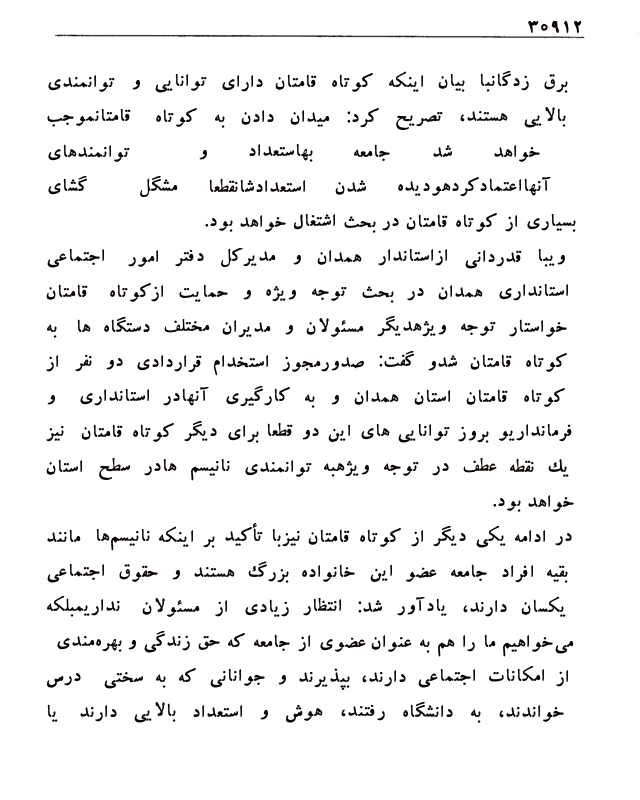 ۳۰۹۱۲
برق زدگانبا بیان اینکه کوتاه قامتان دارای توانایی و توانمندی
بالایی هستند، تصریح کرد: میدان دادن به کوتاه قامتانموجب
خواهد شد جامعه بهاستعداد و توانمندهای
آنهااعتمادکردهودیده شدن استعدادشانقطعا مشگل گشای
بسیاری از کوتاه قامتان در بحث اشتغال خواهد بود.
ویبا قدردانی ازاستاندار همدان و مدیرکل دفتر امور اجتماعی
استانداری همدان در بحث توجه ویژه و حمایت ازکوتاه قامتان
خواستار توجه ویژهدیگر مسئولان و مدیران مختلف دستگاه ها به
کوتاه قامتان شدو گفت: صدورمجوز استخدام قراردادی دو نفر از
کوتاه قامتان استان همدان و به کارگیری آنهادر استانداری و
فرمانداریو بروز توانایی های این دو قطعا برای دیگر کوتاه قامتان نیز
یك نقطه عطف در توجه ویژهبه توانمندی نانیسم هادر سطح استان
خواهد بود.
در ادامه یکی دیگر از کوتاه قامتان نیزبا تأکید بر اینکه نانیسم‌ها مانند
بقیه افراد جامعه عضو این خانواده بزرگ هستند و حقوق اجتماعی
یکسان دارند، یادآور شد: انتظار زیادی از مسئولان نداریمبلکه
می‌خواهیم ما را هم به عنوان عضوی از جامعه که حق زندگی و بهره‌مندی
از امکانات اجتماعی دارند، بپذیرند و جوانانی که به سختی درس
خواندند، به دانشگاه رفتند، هوش و استعداد بالایی دارند یا